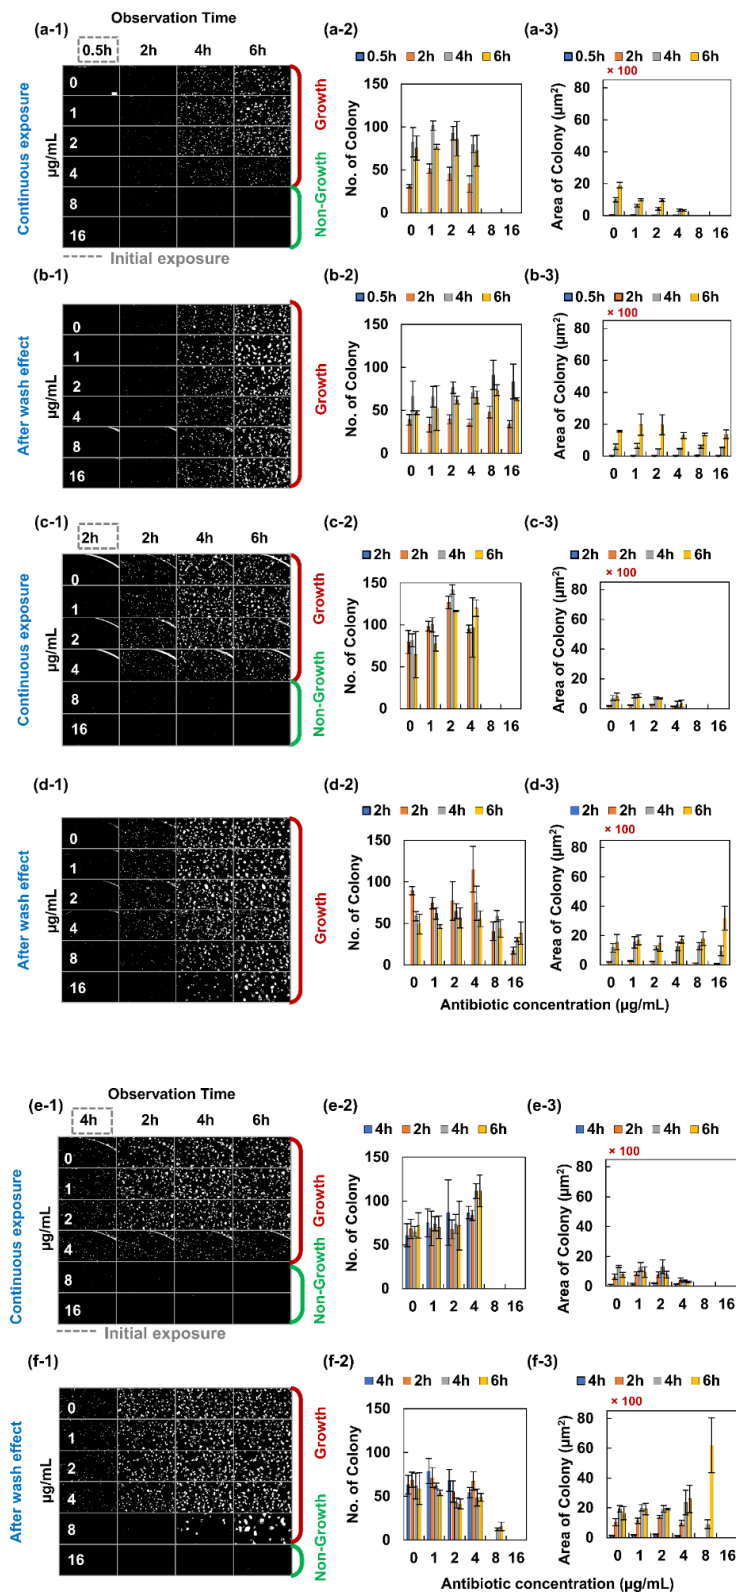 Observation Time
(a-1) (a-2) (a-3)
0.5h 2h 4h 6h
0.5h 2h 4h 6h
0.5h 2h 4h 6h
× 100
Continuous exposure
µg/mL
0
1
2
4
8
16
Growth
Non-Growth
Initial exposure
No. of Colony
150
100
50
0
0 1 2 4 8 16
Area of Colony (µm²)
80
60
40
20
0
0 1 2 4 8 16
(b-1) (b-2) (b-3)
0.5h 2h 4h 6h
0.5h 2h 4h 6h
× 100
After wash effect
µg/mL
0
1
2
4
8
16
Growth
No. of Colony
150
100
50
0
0 1 2 4 8 16
Area of Colony (µm²)
80
60
40
20
0
0 1 2 4 8 16
(c-1) (c-2) (c-3)
2h 2h 4h 6h
2h 2h 4h 6h
2h 2h 4h 6h
× 100
Continuous exposure
µg/mL
0
1
2
4
8
16
Growth
Non-Growth
No. of Colony
150
100
50
0
0 1 2 4 8 16
Area of Colony (µm²)
80
60
40
20
0
0 1 2 4 8 16
(d-1) (d-2) (d-3)
2h 2h 4h 6h
2h 2h 4h 6h
× 100
After wash effect
µg/mL
0
1
2
4
8
16
Growth
No. of Colony
150
100
50
0
0 1 2 4 8 16
Area of Colony (µm²)
80
60
40
20
0
0 1 2 4 8 16
Antibiotic concentration (µg/mL)
Observation Time
(e-1) (e-2) (e-3)
4h 2h 4h 6h
4h 2h 4h 6h
4h 2h 4h 6h
× 100
Continuous exposure
µg/mL
0
1
2
4
8
16
Growth
Non-Growth
Initial exposure
No. of Colony
150
100
50
0
0 1 2 4 8 16
Area of Colony (µm²)
80
60
40
20
0
0 1 2 4 8 16
(f-1) (f-2) (f-3)
4h 2h 4h 6h
4h 2h 4h 6h
× 100
After wash effect
µg/mL
0
1
2
4
8
16
Growth
Non-Growth
No. of Colony
150
100
50
0
0 1 2 4 8 16
Area of Colony (µm²)
80
60
40
20
0
0 1 2 4 8 16
Antibiotic concentration (µg/mL)